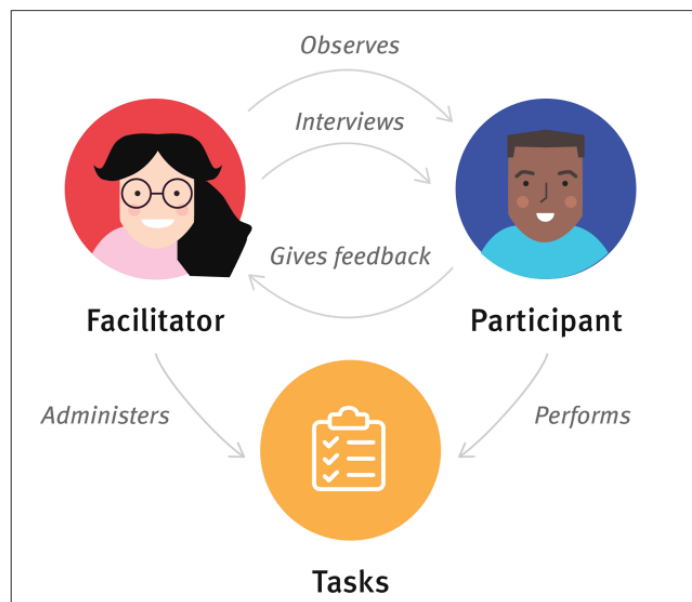 Observes
Interviews
Gives feedback
Facilitator
Participant
Administers
Performs
Tasks